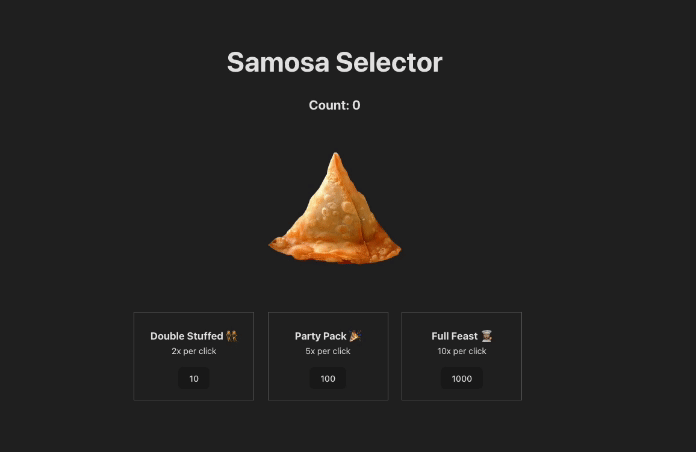 Samosa Selector
Count: 0
Double Stuffed 👯
2x per click
10
Party Pack 🎉
5x per click
100
Full Feast 👩🏽‍🍳
10x per click
1000